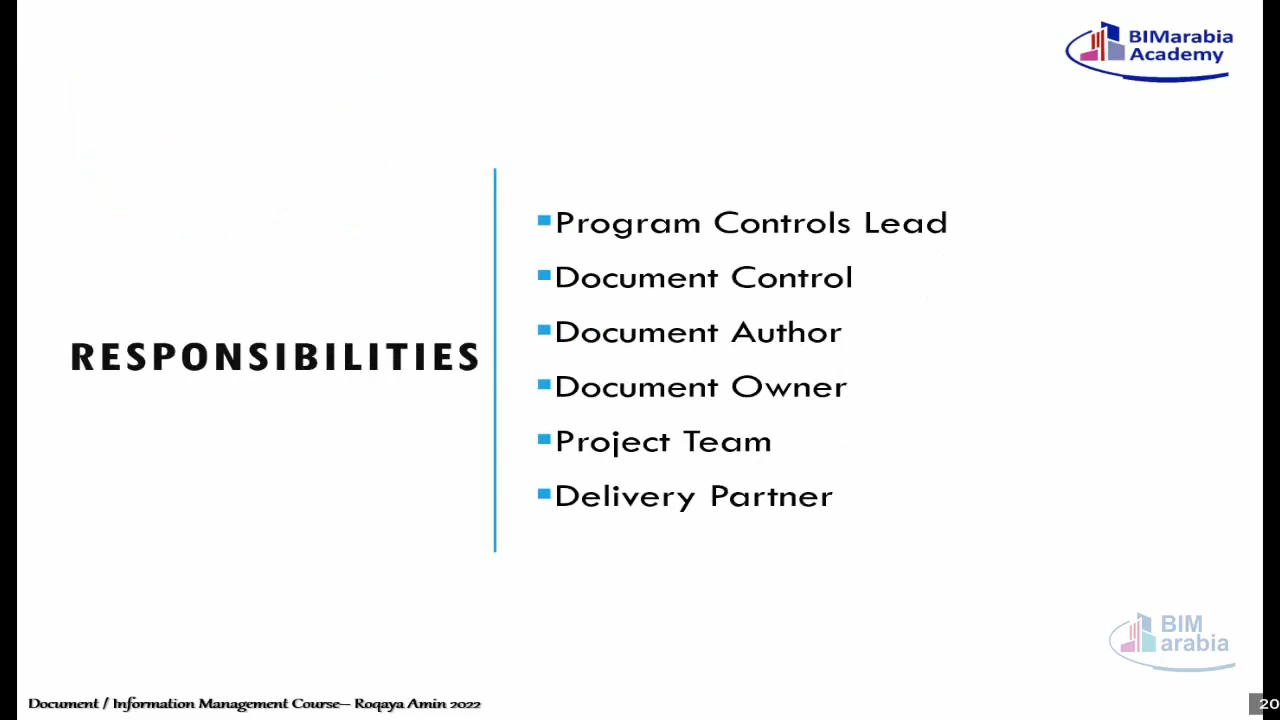 BIMarabia
Academy
RESPONSIBILITIES
Program Controls Lead
Document Control
Document Author
Document Owner
Project Team
Delivery Partner
BIM
arabia
Document / Information Management Course– Roqaya Amin 2022
20